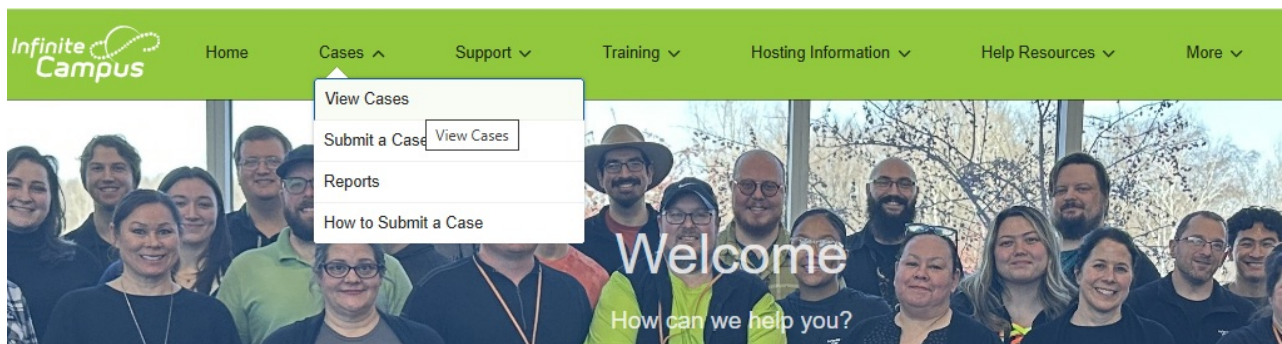 Infinite
Campus
Home Cases Support Training Hosting Information Help Resources More
View Cases
Submit a Case
View Cases
Reports
How to Submit a Case
Welcome
How can we help you?